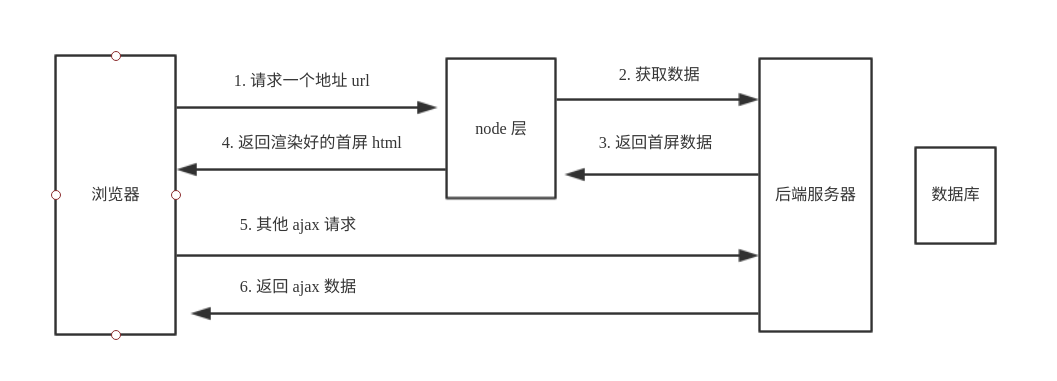 1. 请求一个地址 url
2. 获取数据
node 层
4. 返回渲染好的首屏 html
3. 返回首屏数据
浏览器
后端服务器
数据库
5. 其他 ajax 请求
6. 返回 ajax 数据